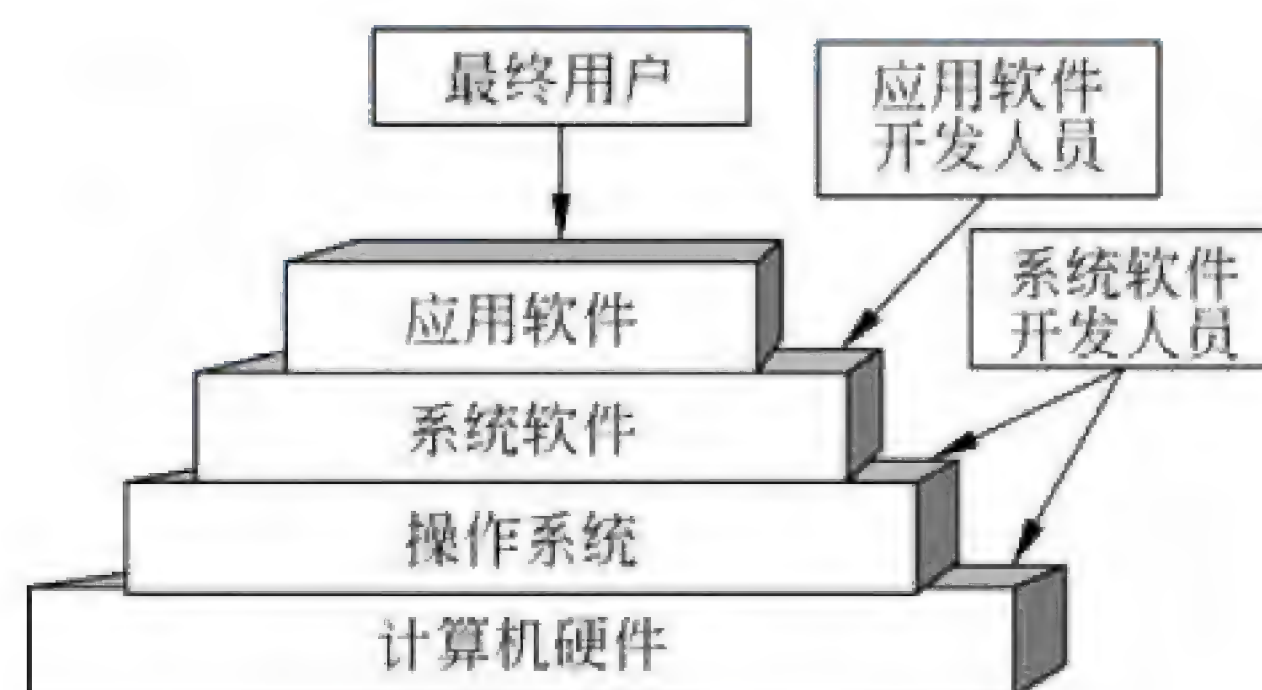 最终用户
应用软件
开发人员
系统软件
开发人员
应用软件
系统软件
操作系统
计算机硬件